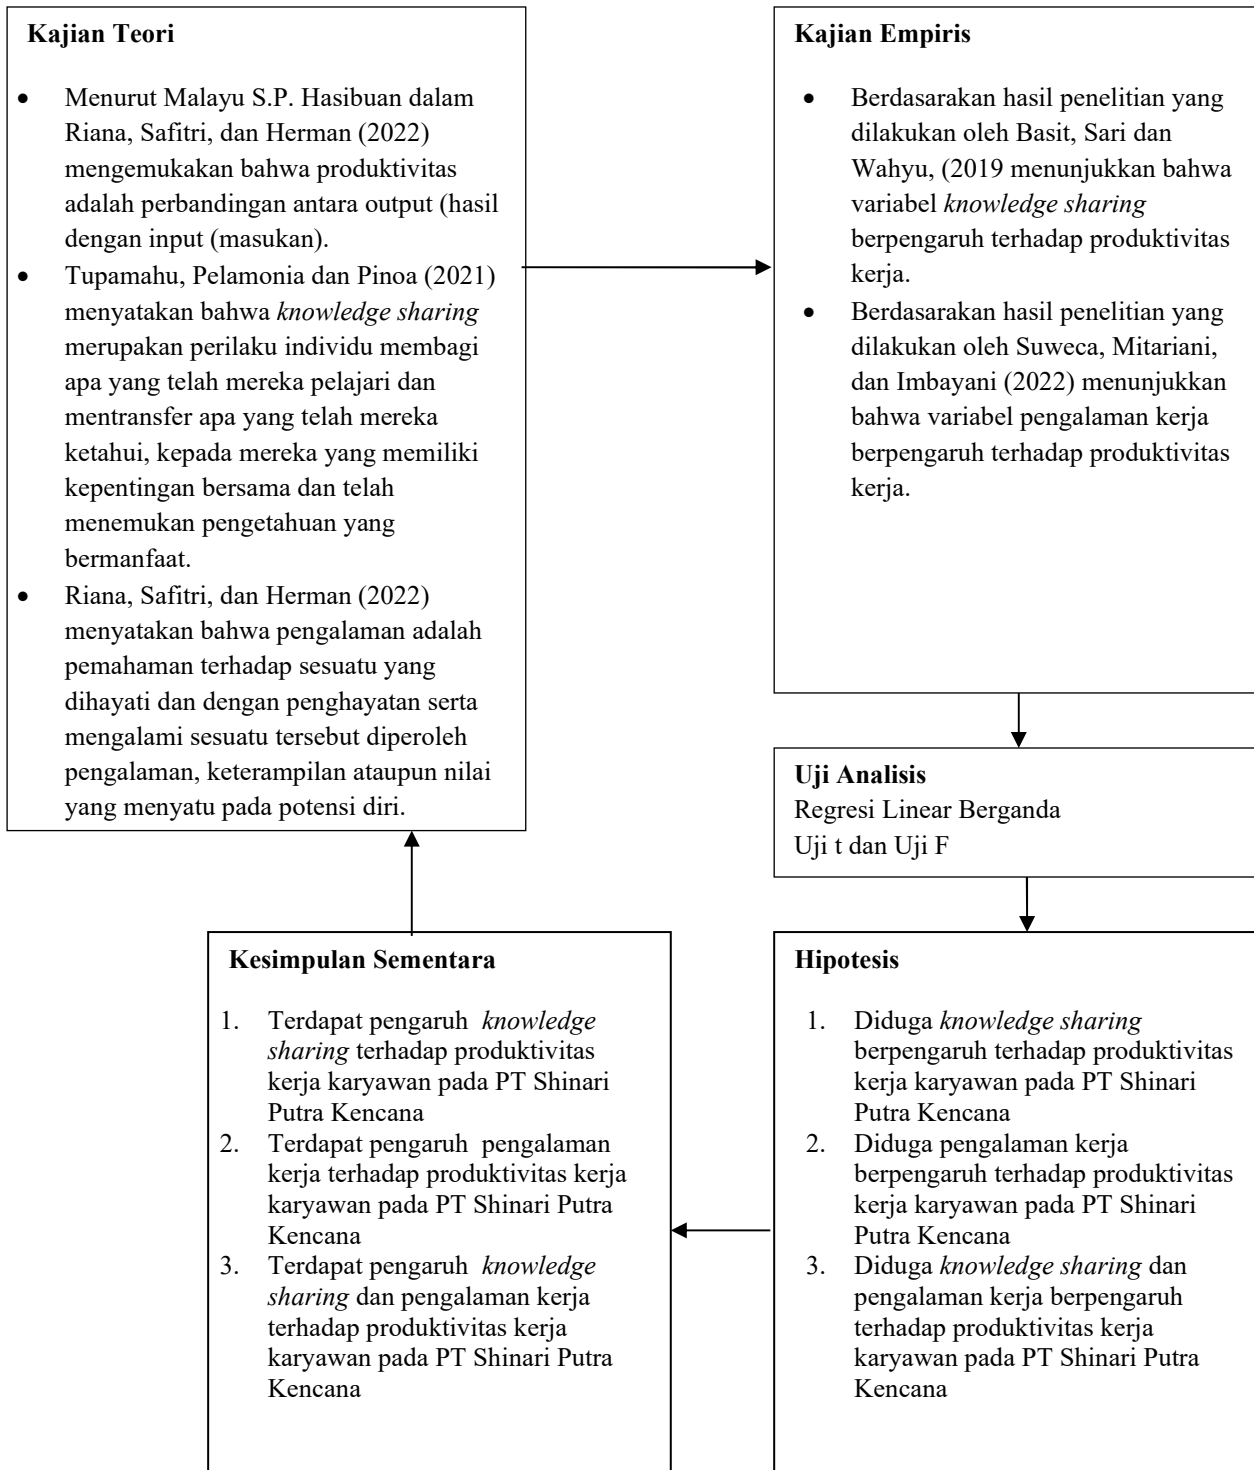 Kajian Teori
• Menurut Malayu S.P. Hasibuan dalam
Riana, Safitri, dan Herman (2022)
mengemukakan bahwa produktivitas
adalah perbandingan antara output (hasil
dengan input (masukan).
• Tupamahu, Pelamonia dan Pinoa (2021)
menyatakan bahwa knowledge sharing
merupakan perilaku individu membagi
apa yang telah mereka pelajari dan
mentransfer apa yang telah mereka
ketahui, kepada mereka yang memiliki
kepentingan bersama dan telah
menemukan pengetahuan yang
bermanfaat.
• Riana, Safitri, dan Herman (2022)
menyatakan bahwa pengalaman adalah
pemahaman terhadap sesuatu yang
dihayati dan dengan penghayatan serta
mengalami sesuatu tersebut diperoleh
pengalaman, keterampilan ataupun nilai
yang menyatu pada potensi diri.
Kajian Empiris
• Berdasarakan hasil penelitian yang
dilakukan oleh Basit, Sari dan
Wahyu, (2019 menunjukkan bahwa
variabel knowledge sharing
berpengaruh terhadap produktivitas
kerja.
• Berdasarakan hasil penelitian yang
dilakukan oleh Suweca, Mitariani,
dan Imbayani (2022) menunjukkan
bahwa variabel pengalaman kerja
berpengaruh terhadap produktivitas
kerja.
Uji Analisis
Regresi Linear Berganda
Uji t dan Uji F
Hipotesis
1. Diduga knowledge sharing
berpengaruh terhadap produktivitas
kerja karyawan pada PT Shinari
Putra Kencana
2. Diduga pengalaman kerja
berpengaruh terhadap produktivitas
kerja karyawan pada PT Shinari
Putra Kencana
3. Diduga knowledge sharing dan
pengalaman kerja berpengaruh
terhadap produktivitas kerja
karyawan pada PT Shinari Putra
Kencana
Kesimpulan Sementara
1. Terdapat pengaruh knowledge
sharing terhadap produktivitas
kerja karyawan pada PT Shinari
Putra Kencana
2. Terdapat pengaruh pengalaman
kerja terhadap produktivitas kerja
karyawan pada PT Shinari Putra
Kencana
3. Terdapat pengaruh knowledge
sharing dan pengalaman kerja
terhadap produktivitas kerja
karyawan pada PT Shinari Putra
Kencana